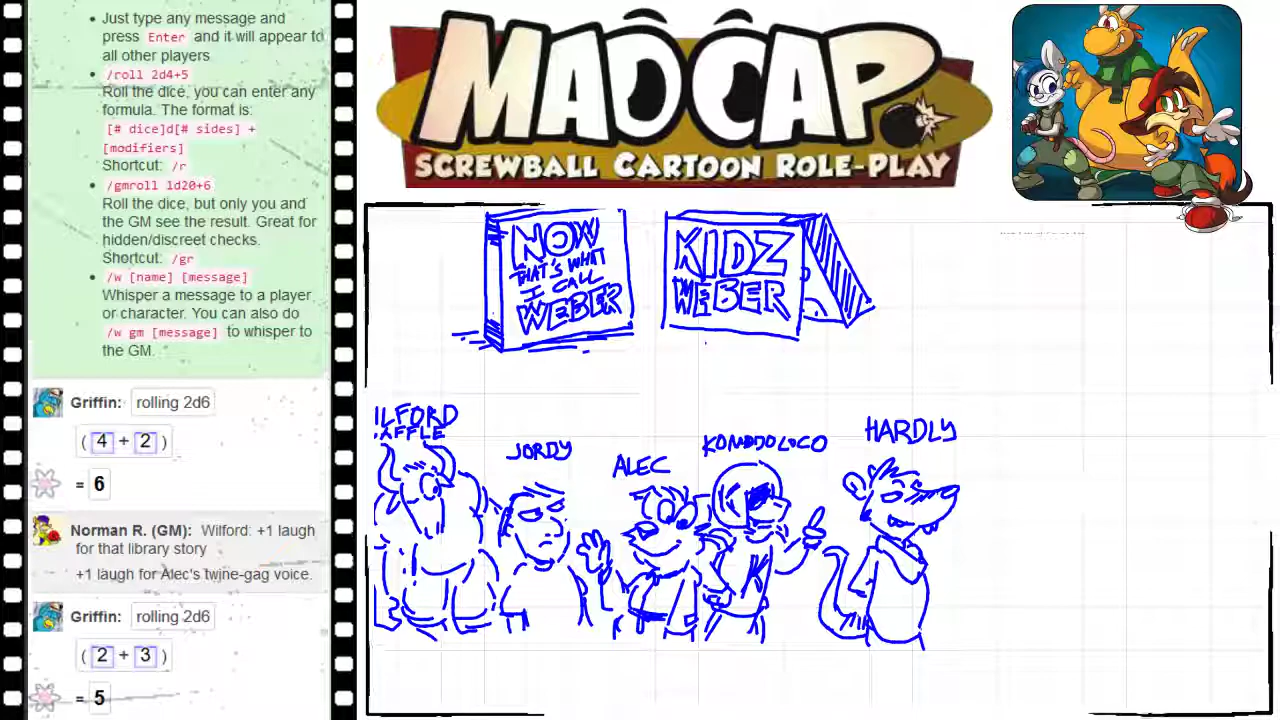 Just type any message and
press Enter and it will appear to
all other players
/roll 2d4+5
Roll the dice, you can enter any
formula. The format is:
[# dice]d[# sides] +
[modifiers]
Shortcut: /r
/gmroll 1d20+6
Roll the dice, but only you and
the GM see the result. Great for
hidden/discreet checks.
Shortcut: /gr
/w [name] [message]
Whisper a message to a player
or character. You can also do
/w gm [message] to whisper to
the GM.
Griffin: rolling 2d6
( 4 + 2 )
= 6
Norman R. (GM): Wilford: +1 laugh
for that library story
+1 laugh for Alec's twine-gag voice.
Griffin: rolling 2d6
( 2 + 3 )
= 5
MADCAP
SCREWBALL CARTOON ROLE-PLAY
NOW
THAT'S WHAT
I CALL
WEBER
KIDZ
WEBER
ILFORD
AFFLE
JORDY
ALEC
KOMODOLOCO
K
HARDLY